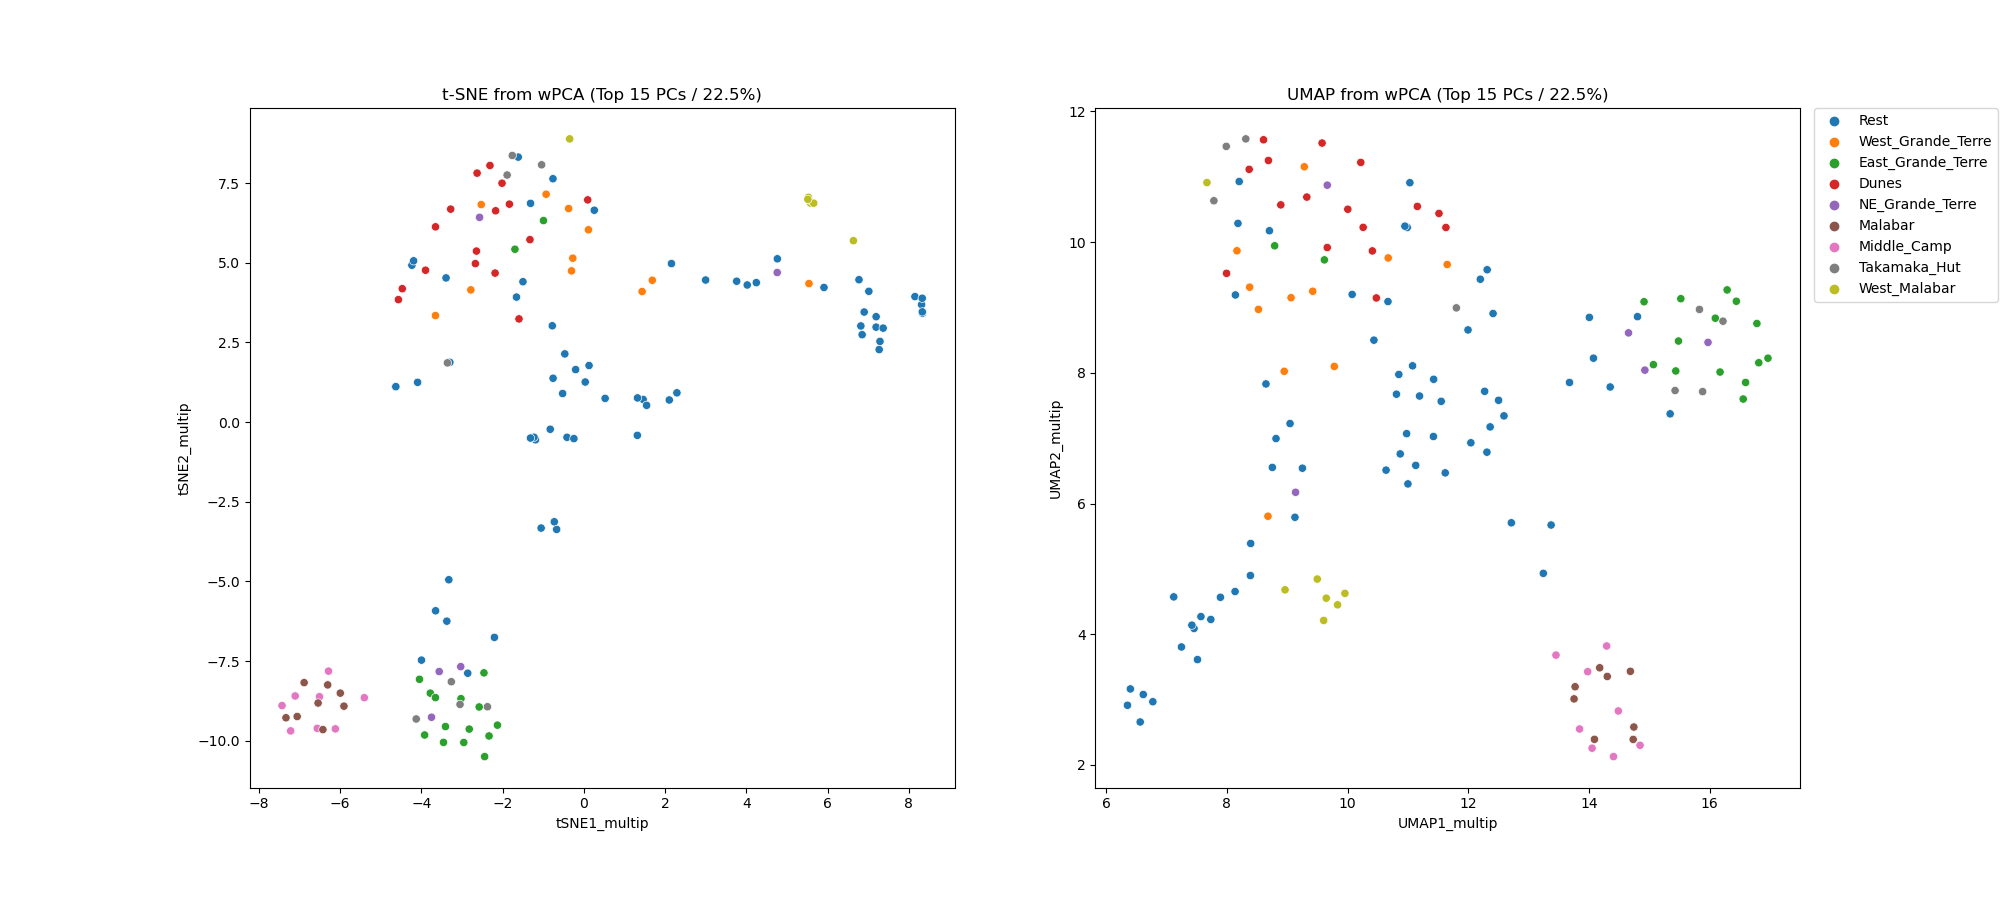 t-SNE from wPCA (Top 15 PCs / 22.5%)
7.5
5.0
2.5
0.0
−2.5
−5.0
−7.5
−10.0
tSNE2_multip
−8 −6 −4 −2 0 2 4 6 8
tSNE1_multip
UMAP from wPCA (Top 15 PCs / 22.5%)
12
10
8
6
4
2
UMAP2_multip
6 8 10 12 14 16
UMAP1_multip
Rest
West_Grande_Terre
East_Grande_Terre
Dunes
NE_Grande_Terre
Malabar
Middle_Camp
Takamaka_Hut
West_Malabar